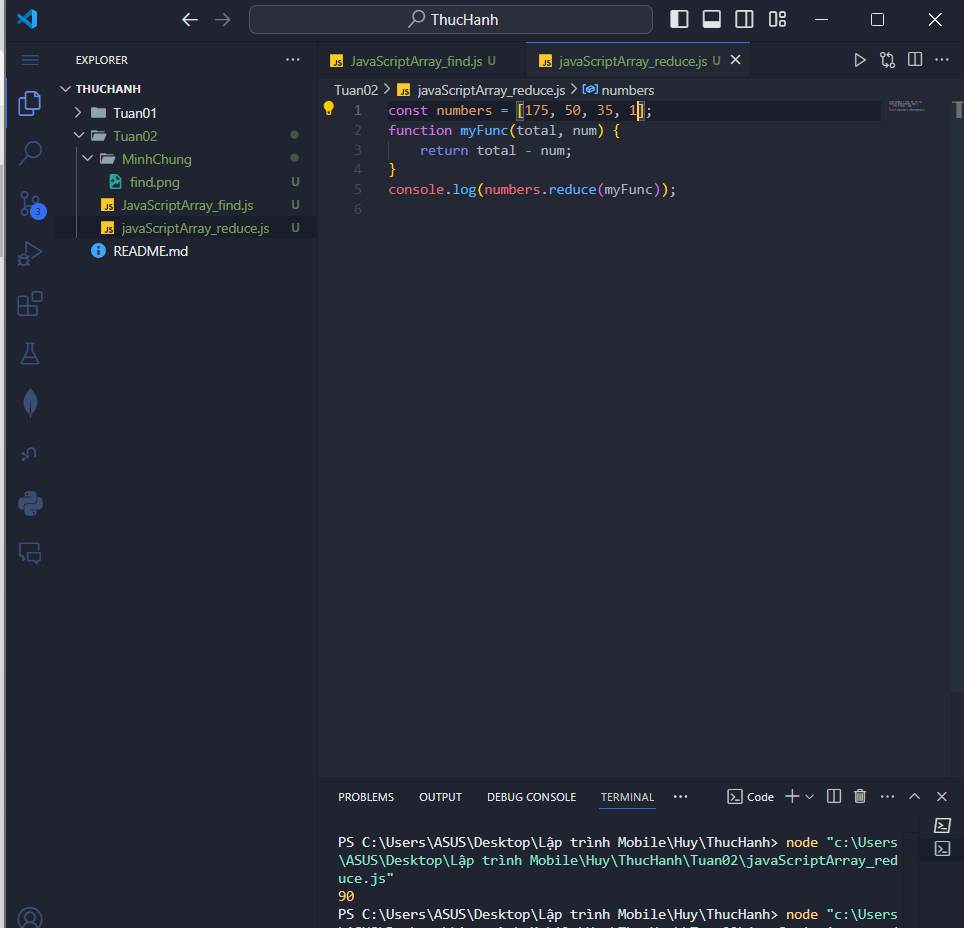 ThucHanh
EXPLORER
THUCHANH
Tuan01
Tuan02
MinhChung
find.png U
JavaScriptArray_find.js U
javaScriptArray_reduce.js U
README.md
3
JavaScriptArray_find.js U
javaScriptArray_reduce.js U
Tuan02 > JS javaScriptArray_reduce.js > numbers
1 const numbers = [175, 50, 35, 1];
2 function myFunc(total, num) {
3 return total - num;
4 }
5 console.log(numbers.reduce(myFunc));
6
PROBLEMS OUTPUT DEBUG CONSOLE TERMINAL ... Code
PS C:\Users\ASUS\Desktop\Lập trình Mobile\Huy\ThucHanh> node "c:\Users
\ASUS\Desktop\Lập trình Mobile\Huy\ThucHanh\Tuan02\javaScriptArray_red
uce.js"
90
PS C:\Users\ASUS\Desktop\Lập trình Mobile\Huy\ThucHanh> node "c:\Users